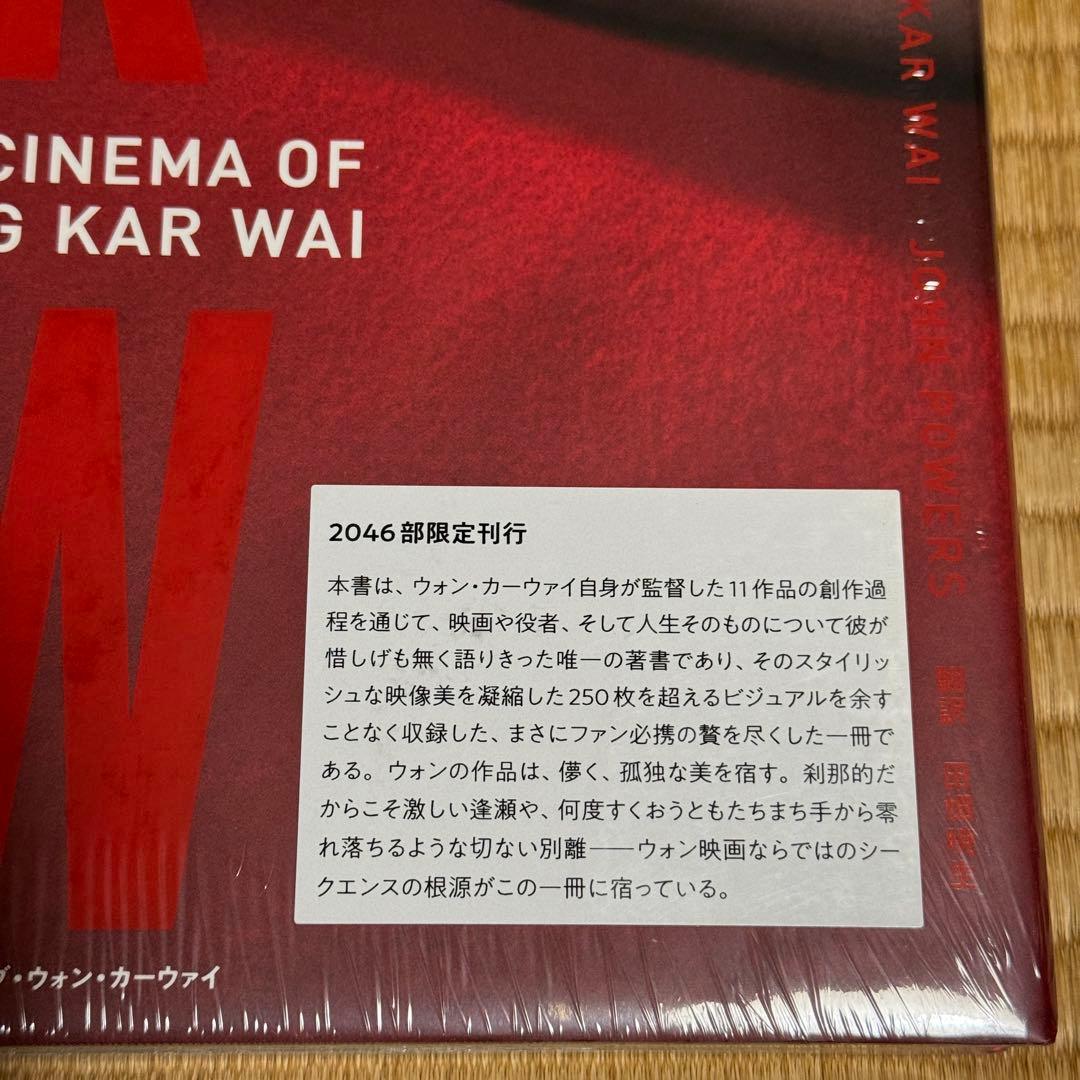 CINEMA OF
G KAR WAI
W
2046部限定刊行
本書は、ウォン・カーウァイ自身が監督した11作品の創作過
程を通じて、映画や役者、そして人生そのものについて彼が
惜しげも無く語りきった唯一の著書であり、そのスタイリッ
シュな映像美を凝縮した250枚を超えるビジュアルを余す
ことなく収録した、まさにファン必携の贅を尽くした一冊で
ある。ウォンの作品は、儚く、孤独な美を宿す。刹那的だ
からこそ激しい逢瀬や、何度すくおうともたちまち手から零
れ落ちるような切ない別離――ウォン映画ならではのシー
クエンスの根源がこの一冊に宿っている。
ブ・ウォン・カーウァイ
KAR WAI JOHN POWERS 翻訳